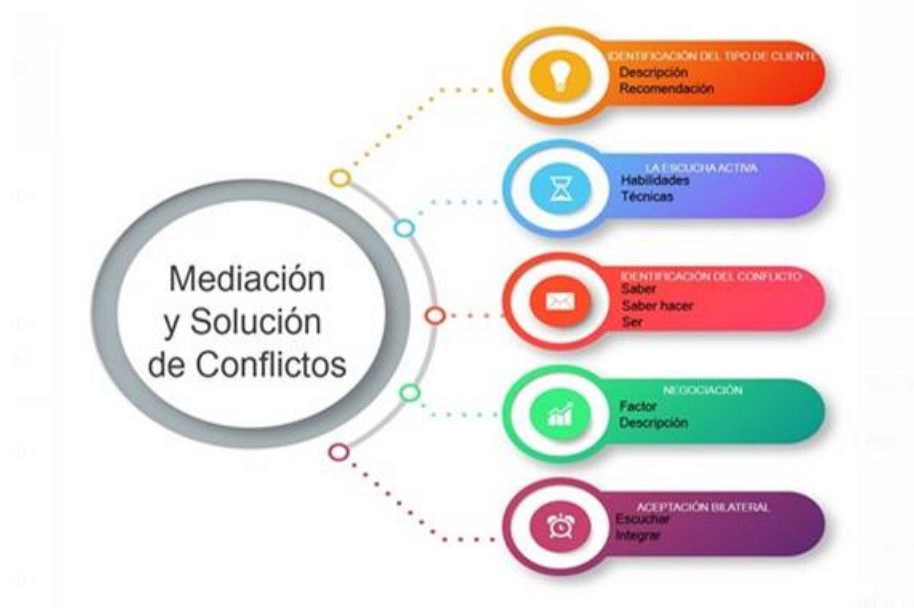 Mediación
y Solución
de Conflictos
IDENTIFICACIÓN DEL TIPO DE CLIENTE
Descripción
Recomendación
LA ESCUCHA ACTIVA
Habilidades
Técnicas
IDENTIFICACIÓN DEL CONFLICTO
Saber
Saber hacer
Ser
NEGOCIACIÓN
Factor
Descripción
ACEPTACIÓN BILATERAL
Escuchar
Integrar